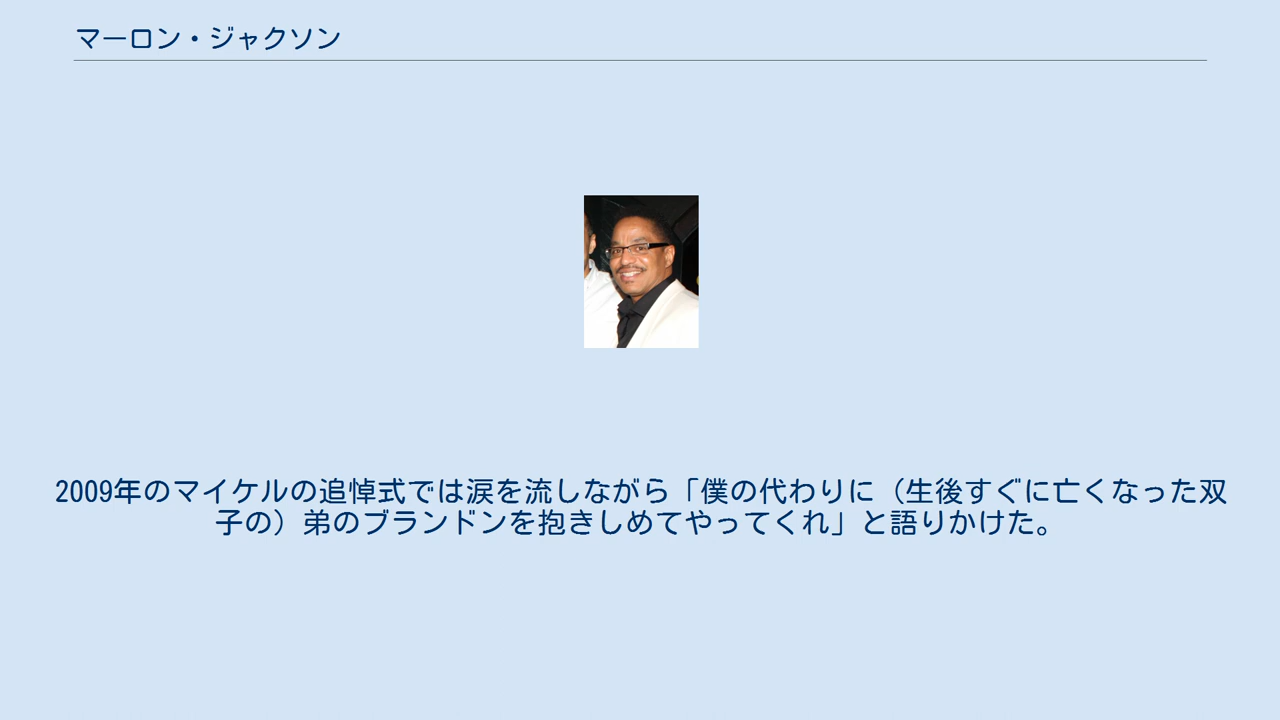 マーロン・ジャクソン
2009年のマイケルの追悼式では涙を流しながら「僕の代わりに（生後すぐに亡くなった双
子の）弟のブランドンを抱きしめてやってくれ」と語りかけた。